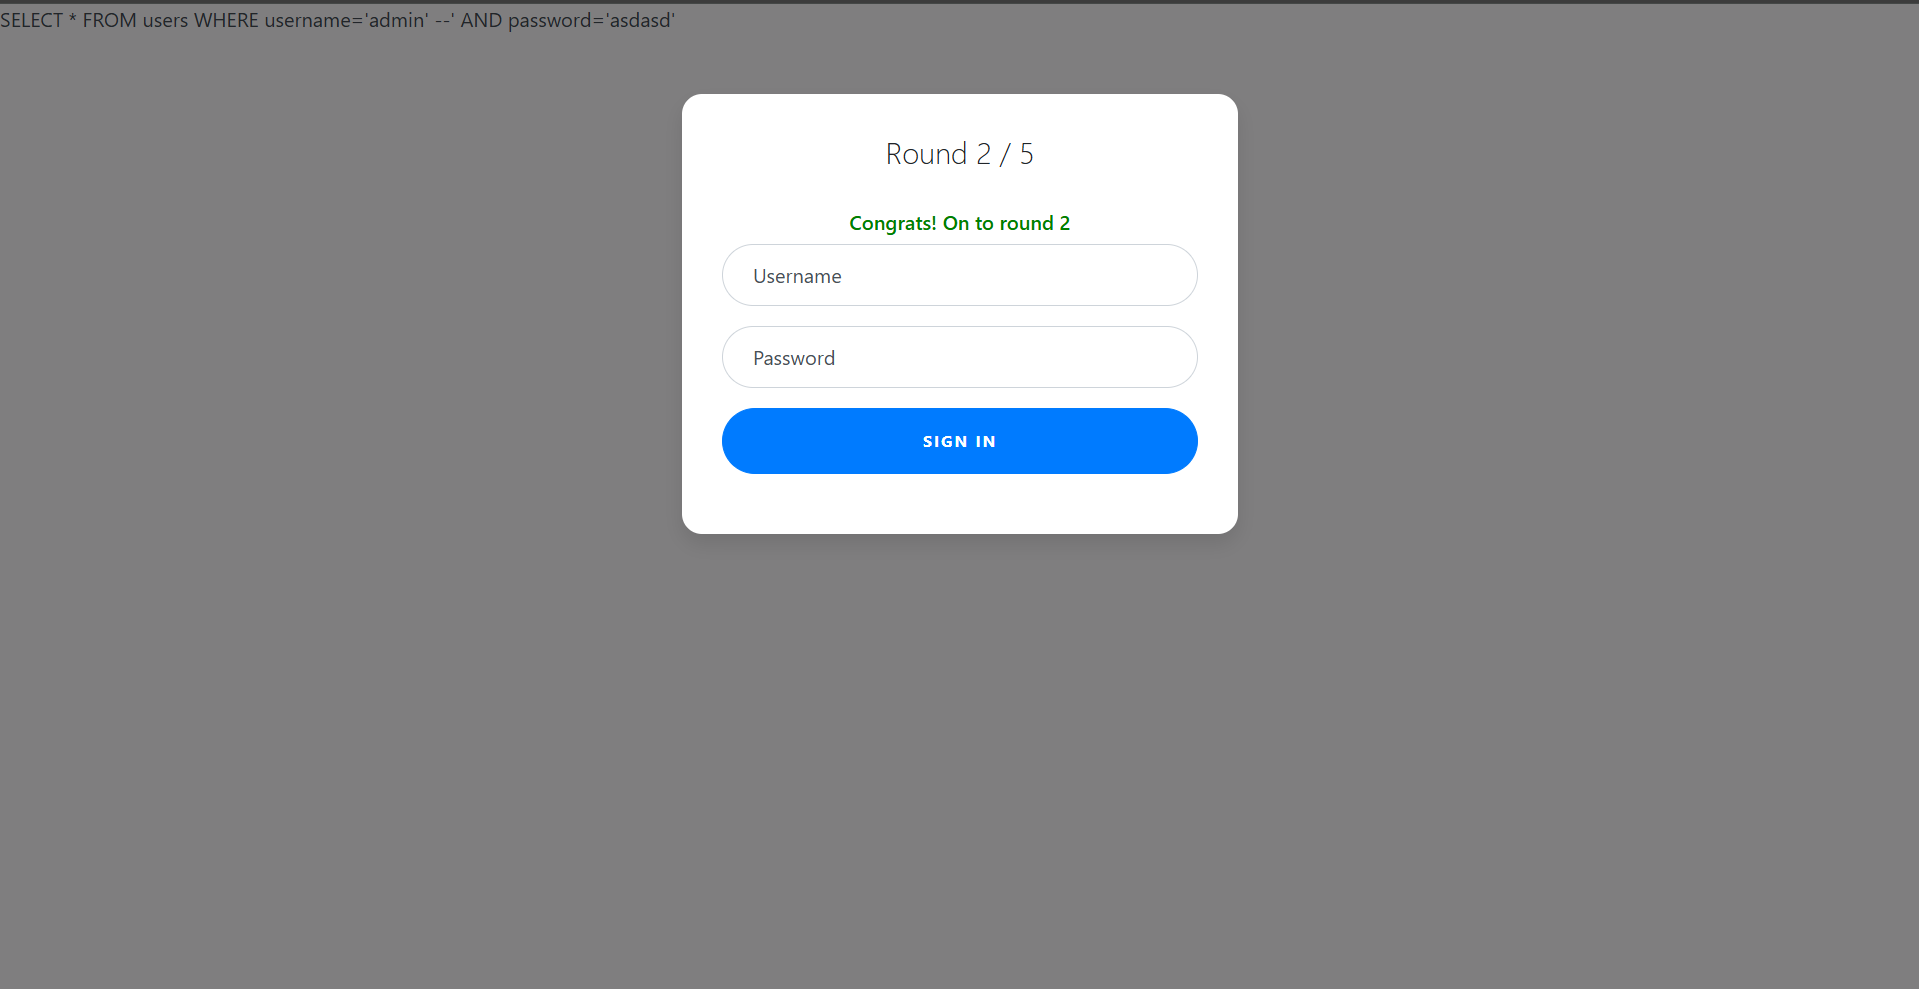 SELECT * FROM users WHERE username='admin' --' AND password='asdasd'
Round 2 / 5
Congrats! On to round 2
Username
Password
SIGN IN